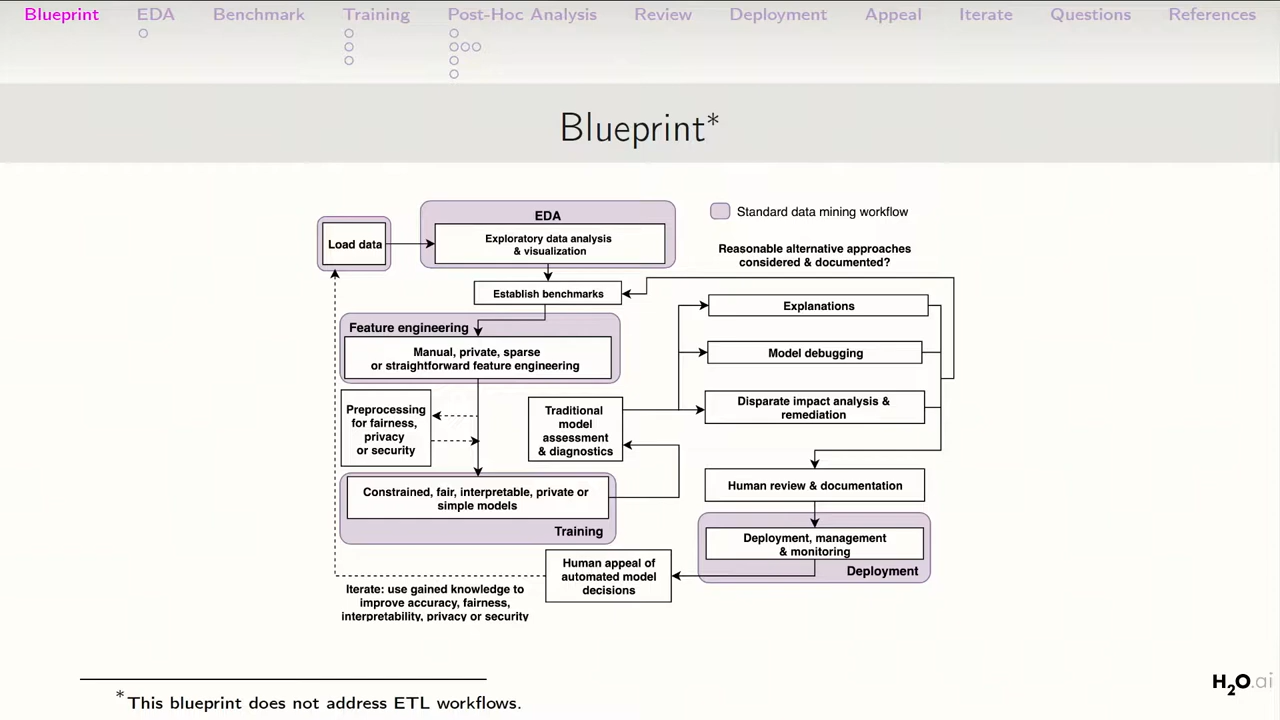 Blueprint EDA Benchmark Training Post-Hoc Analysis Review Deployment Appeal Iterate Questions References
Blueprint*
EDA
Exploratory data analysis
& visualization
Load data
Standard data mining workflow
Reasonable alternative approaches
considered & documented?
Establish benchmarks
Explanations
Feature engineering
Manual, private, sparse
or straightforward feature engineering
Model debugging
Preprocessing
for fairness,
privacy
or security
Traditional
model
assessment
& diagnostics
Disparate impact analysis &
remediation
Constrained, fair, interpretable, private or
simple models
Training
Human review & documentation
Deployment, management
& monitoring
Deployment
Human appeal of
automated model
decisions
Iterate: use gained knowledge to
improve accuracy, fairness,
interpretability, privacy or security
*This blueprint does not address ETL workflows.
H2O.ai